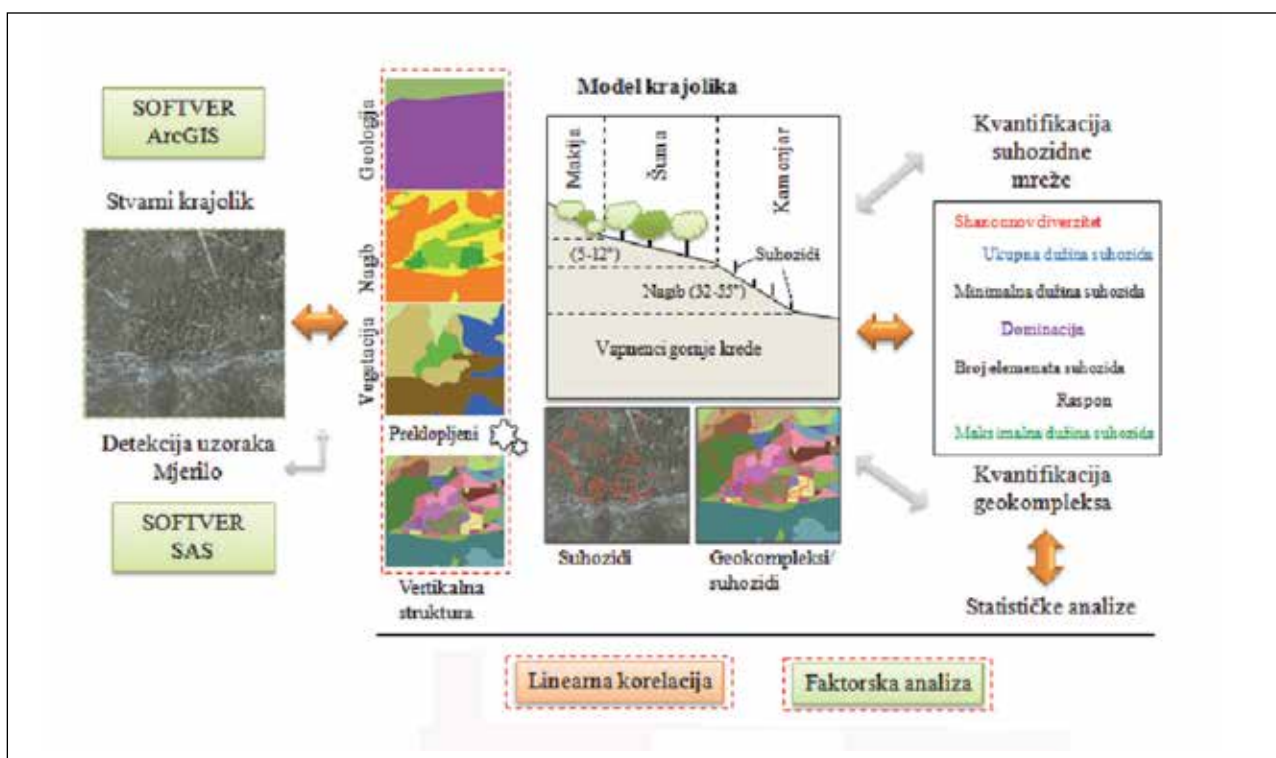 SOFTVER
ArcGIS
Stvarni krajolik
Detekcija uzoraka
Mjerilo
SOFTVER
SAS
Geologija
Nagib
Vegetacija
Preklopljeni
Vertikalna
struktura
Model krajolika
Makija
Šuma
Kamenjar
(5-12°)
Suhozidi
Nagib (32-35°)
Vapnenci gornje krede
Suhozidi
Geokompleksi/
suhozidi
Kvantifikacija
suhozidne
mreže
Shannonov diverzitet
Ukupna dužina suhozida
Minimalna dužina suhozida
Dominacija
Broj elemenata suhozida
Raspon
Maksimalna dužina suhozida
Kvantifikacija
geokompleksa
Statističke analize
Linearna korelacija
Faktorska analiza